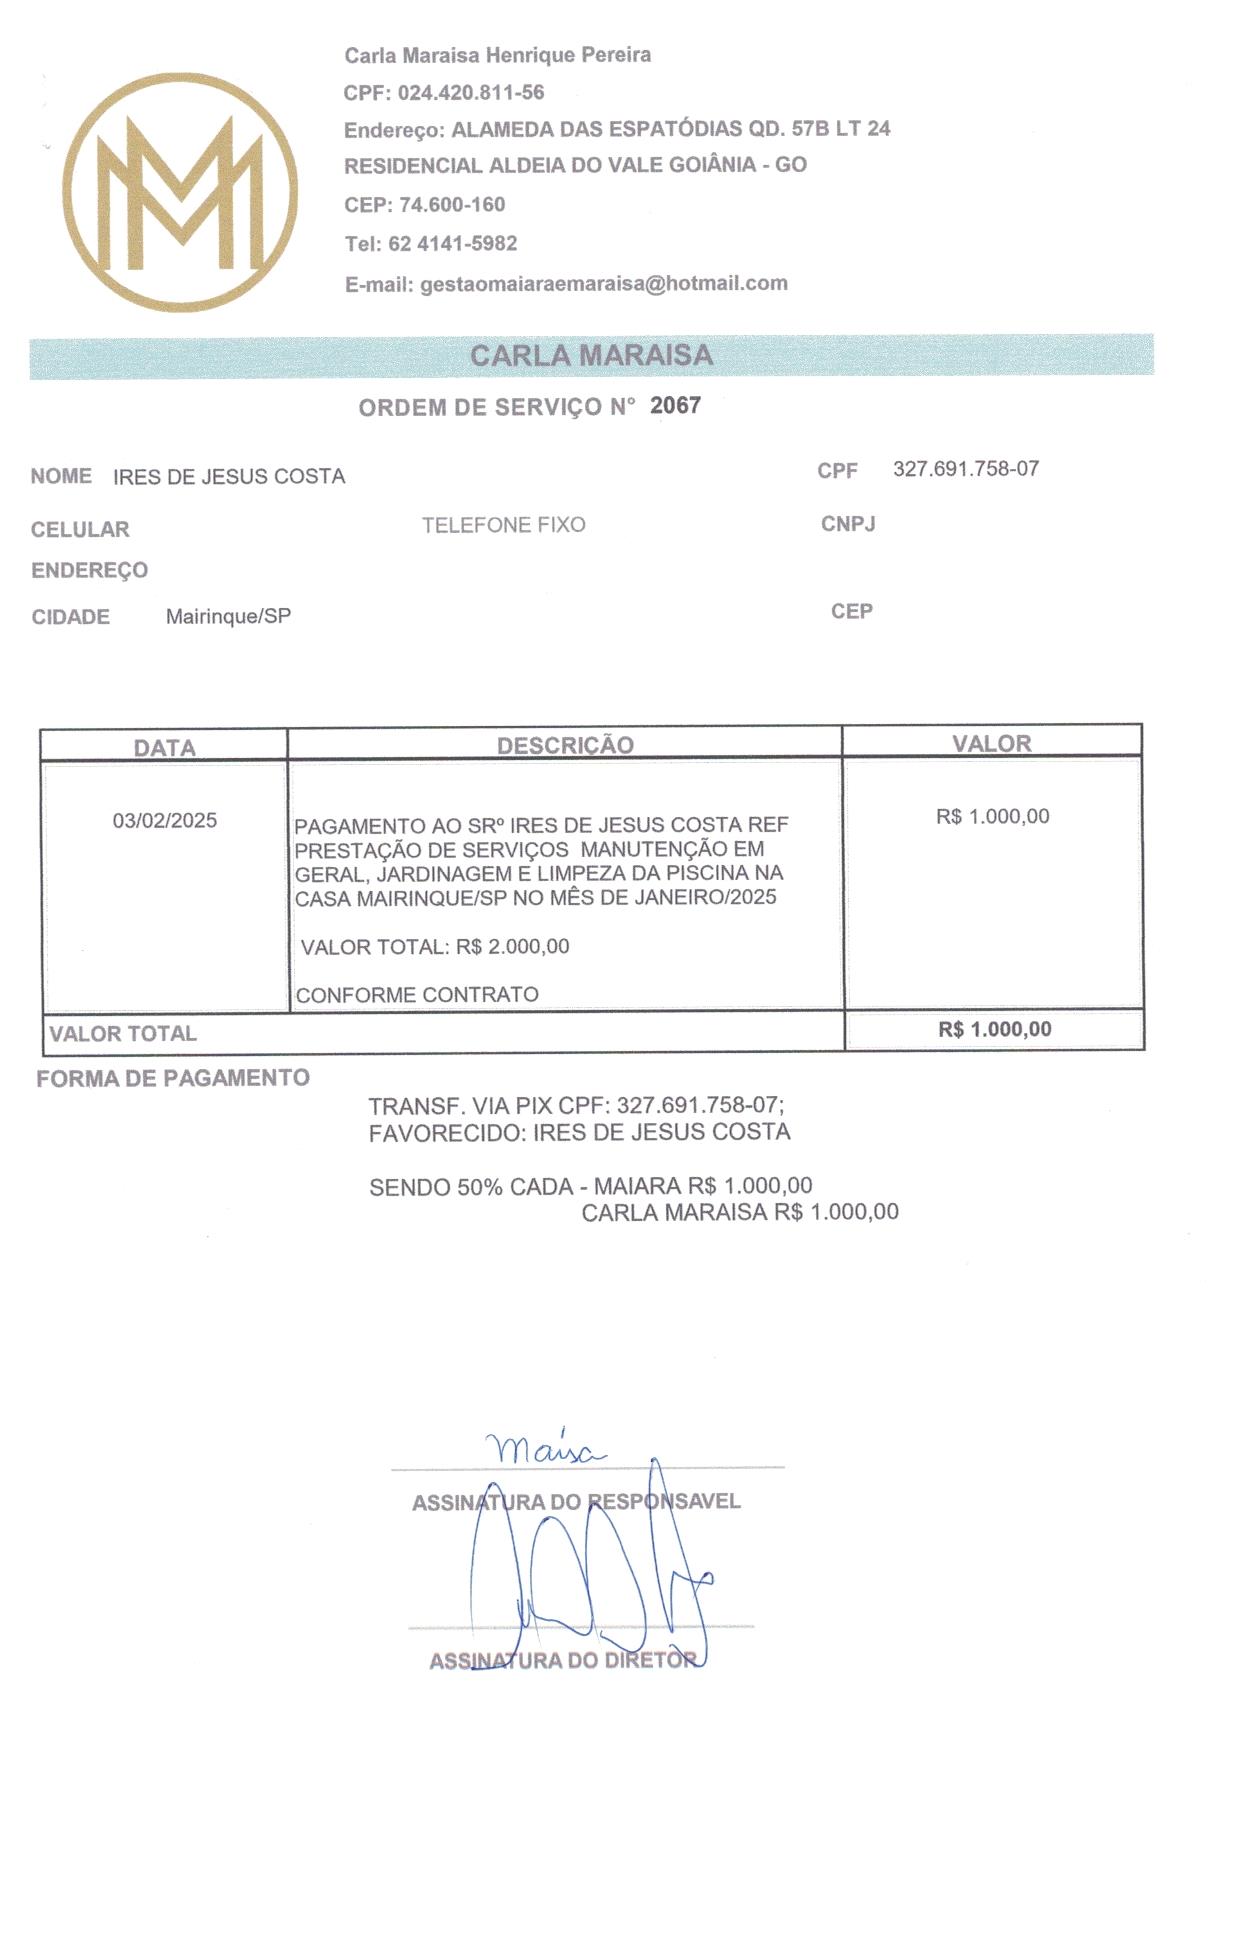 Carla Maraisa Henrique Pereira
CPF: 024.420.811-56
Endereço: ALAMEDA DAS ESPATÓDIAS QD. 57B LT 24
RESIDENCIAL ALDEIA DO VALE GOIÂNIA - GO
CEP: 74.600-160
Tel: 62 4141-5982
E-mail: gestaomaiaraemaraisa@hotmail.com
CARLA MARAISA
ORDEM DE SERVIÇO N° 2067
NOME IRES DE JESUS COSTA CPF 327.691.758-07
CELULAR TELEFONE FIXO CNPJ
ENDEREÇO
CIDADE Mairinque/SP CEP
DATA DESCRIÇÃO VALOR
03/02/2025 PAGAMENTO AO SRº IRES DE JESUS COSTA REF R$ 1.000,00
PRESTAÇÃO DE SERVIÇOS MANUTENÇÃO EM
GERAL, JARDINAGEM E LIMPEZA DA PISCINA NA
CASA MAIRINQUE/SP NO MÊS DE JANEIRO/2025
VALOR TOTAL: R$ 2.000,00
CONFORME CONTRATO
VALOR TOTAL R$ 1.000,00
FORMA DE PAGAMENTO
TRANSF. VIA PIX CPF: 327.691.758-07;
FAVORECIDO: IRES DE JESUS COSTA
SENDO 50% CADA - MAIARA R$ 1.000,00
CARLA MARAISA R$ 1.000,00
Maísa
ASSINATURA DO RESPONSAVEL
ASSINATURA DO DIRETOR